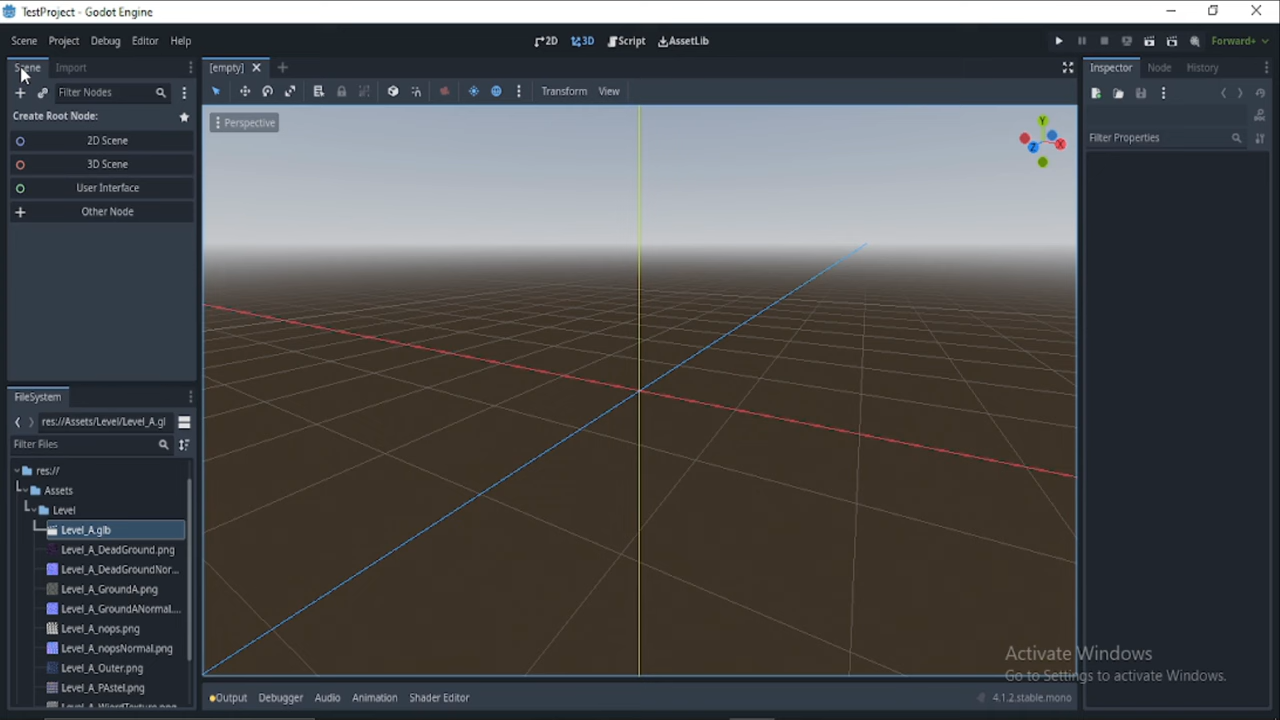 TestProject - Godot Engine
Scene Project Debug Editor Help
2D 3D Script AssetLib
Forward+
Scene Import
[empty]
Inspector Node History
Filter Nodes
Transform View
Create Root Node:
Perspective
Y
X
Z
Filter Properties
2D Scene
3D Scene
User Interface
Other Node
FileSystem
res://Assets/Level/Level_A.gl
Filter Files
res://
Assets
Level
Level_A.glb
Level_A_DeadGround.png
Level_A_DeadGroundNor...
Level_A_GroundA.png
Level_A_GroundANormal....
Level_A_nops.png
Level_A_nopsNormal.png
Level_A_Outer.png
Level_A_PAstel.png
Level_A_WierdTexture.png
Activate Windows
Go to Settings to activate Windows.
Output Debugger Audio Animation Shader Editor
4.1.2.stable.mono